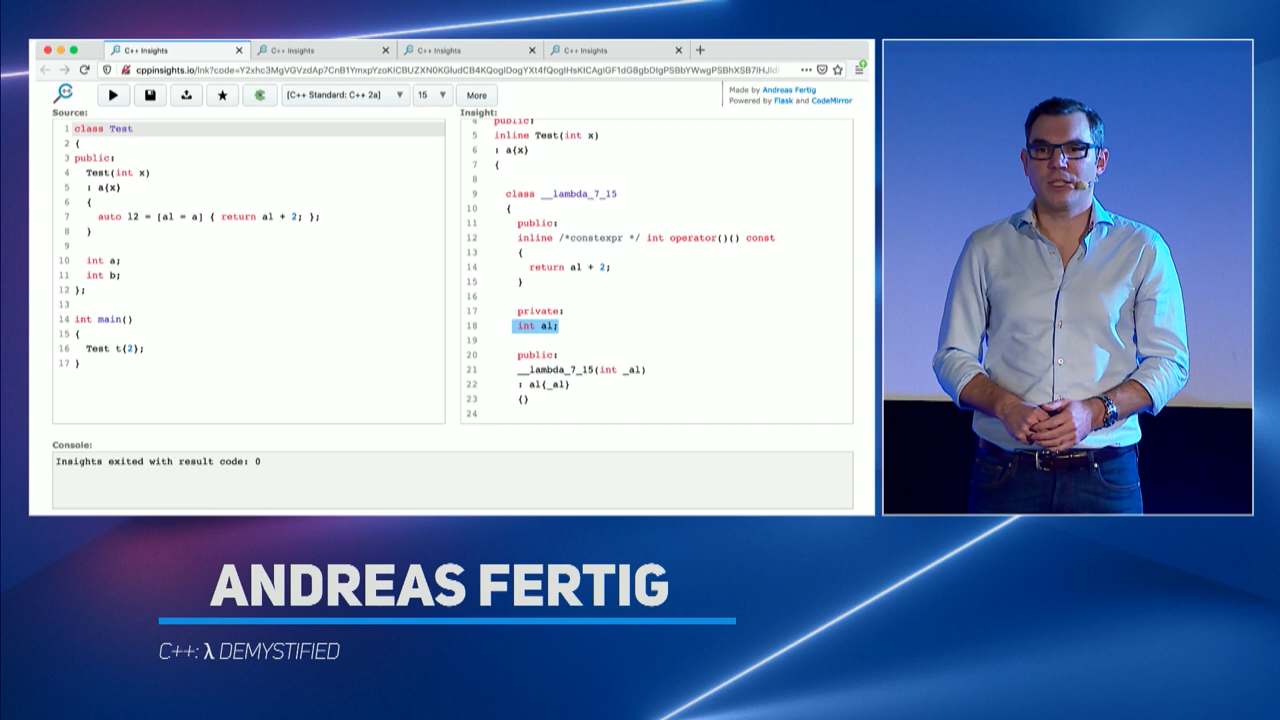 C++ Insights
C++ Insights
C++ Insights
C++ Insights
[C++ Standard: C++ 2a]
15
More
Made by Andreas Fertig
Powered by Flask and CodeMirror
Source:
1 class Test
2 {
3 public:
4 Test(int x)
5 : a{x}
6 {
7 auto l2 = [al = a] { return al + 2; };
8 }
9
10 int a;
11 int b;
12 };
13
14 int main()
15 {
16 Test t{2};
17 }
Insight:
4 public:
5 inline Test(int x)
6 : a{x}
7 {
8
9 class __lambda_7_15
10 {
11 public:
12 inline /*constexpr */ int operator()() const
13 {
14 return al + 2;
15 }
16
17 private:
18 int al;
19
20 public:
21 __lambda_7_15(int _al)
22 : al{_al}
23 {}
24
Console:
Insights exited with result code: 0
ANDREAS FERTIG
C++: λ DEMYSTIFIED